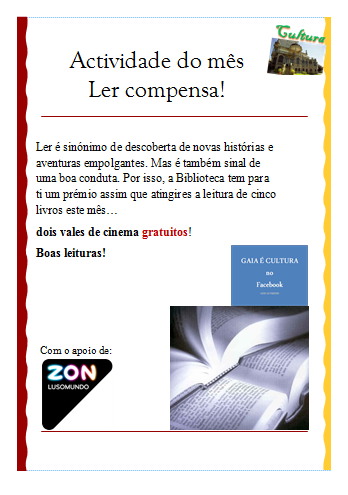 Cultura
Actividade do mês
Ler compensa!
Ler é sinónimo de descoberta de novas histórias e
aventuras empolgantes. Mas é também sinal de
uma boa conduta. Por isso, a Biblioteca tem para
ti um prémio assim que atingires a leitura de cinco
livros este mês…
dois vales de cinema gratuitos!
Boas leituras!
GAIA É CULTURA
no
Facebook
Com o apoio de:
ZON
LUSOMUNDO